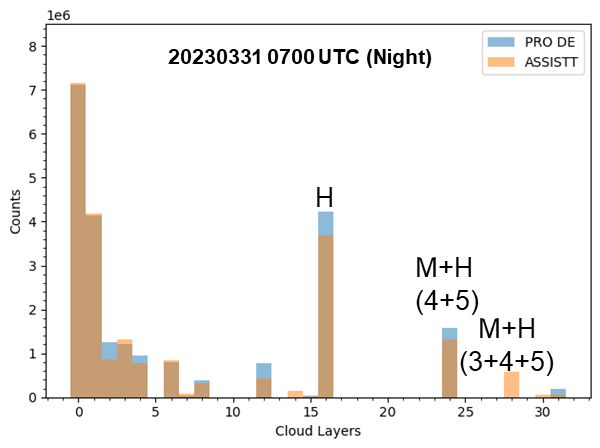 1e6
20230331 0700 UTC (Night)
PRO DE
ASSISTT
8
7
6
5
4
3
2
1
0
Counts
H
M+H
(4+5)
M+H
(3+4+5)
0 5 10 15 20 25 30
Cloud Layers